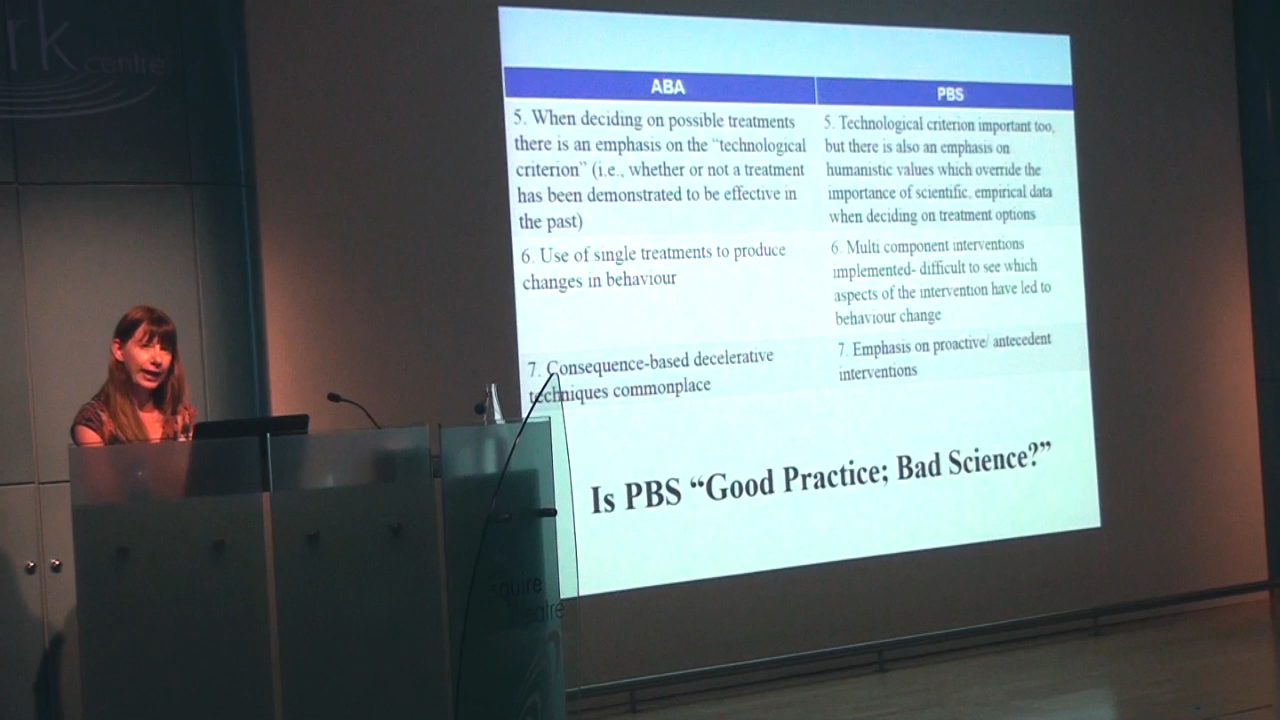 rk
centre
ABA
PBS
5. When deciding on possible treatments
there is an emphasis on the "technological
criterion" (i.e., whether or not a treatment
has been demonstrated to be effective in
the past)
5. Technological criterion important too,
but there is also an emphasis on
humanistic values which override the
importance of scientific, empirical data
when deciding on treatment options
6. Use of single treatments to produce
changes in behaviour
6. Multi component interventions
implemented- difficult to see which
aspects of the intervention have led to
behaviour change
7. Consequence-based decelerative
techniques commonplace
7. Emphasis on proactive/ antecedent
interventions
Is PBS “Good Practice; Bad Science?”